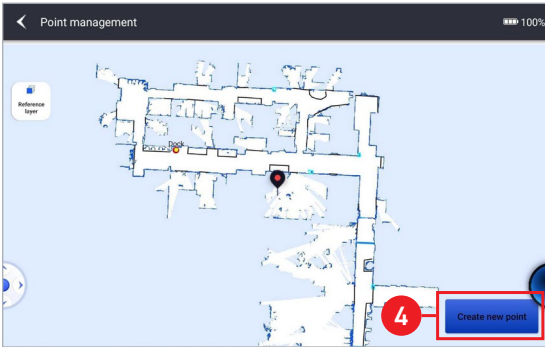 Point management
100%
Reference
layer
Dock
4
Create new point